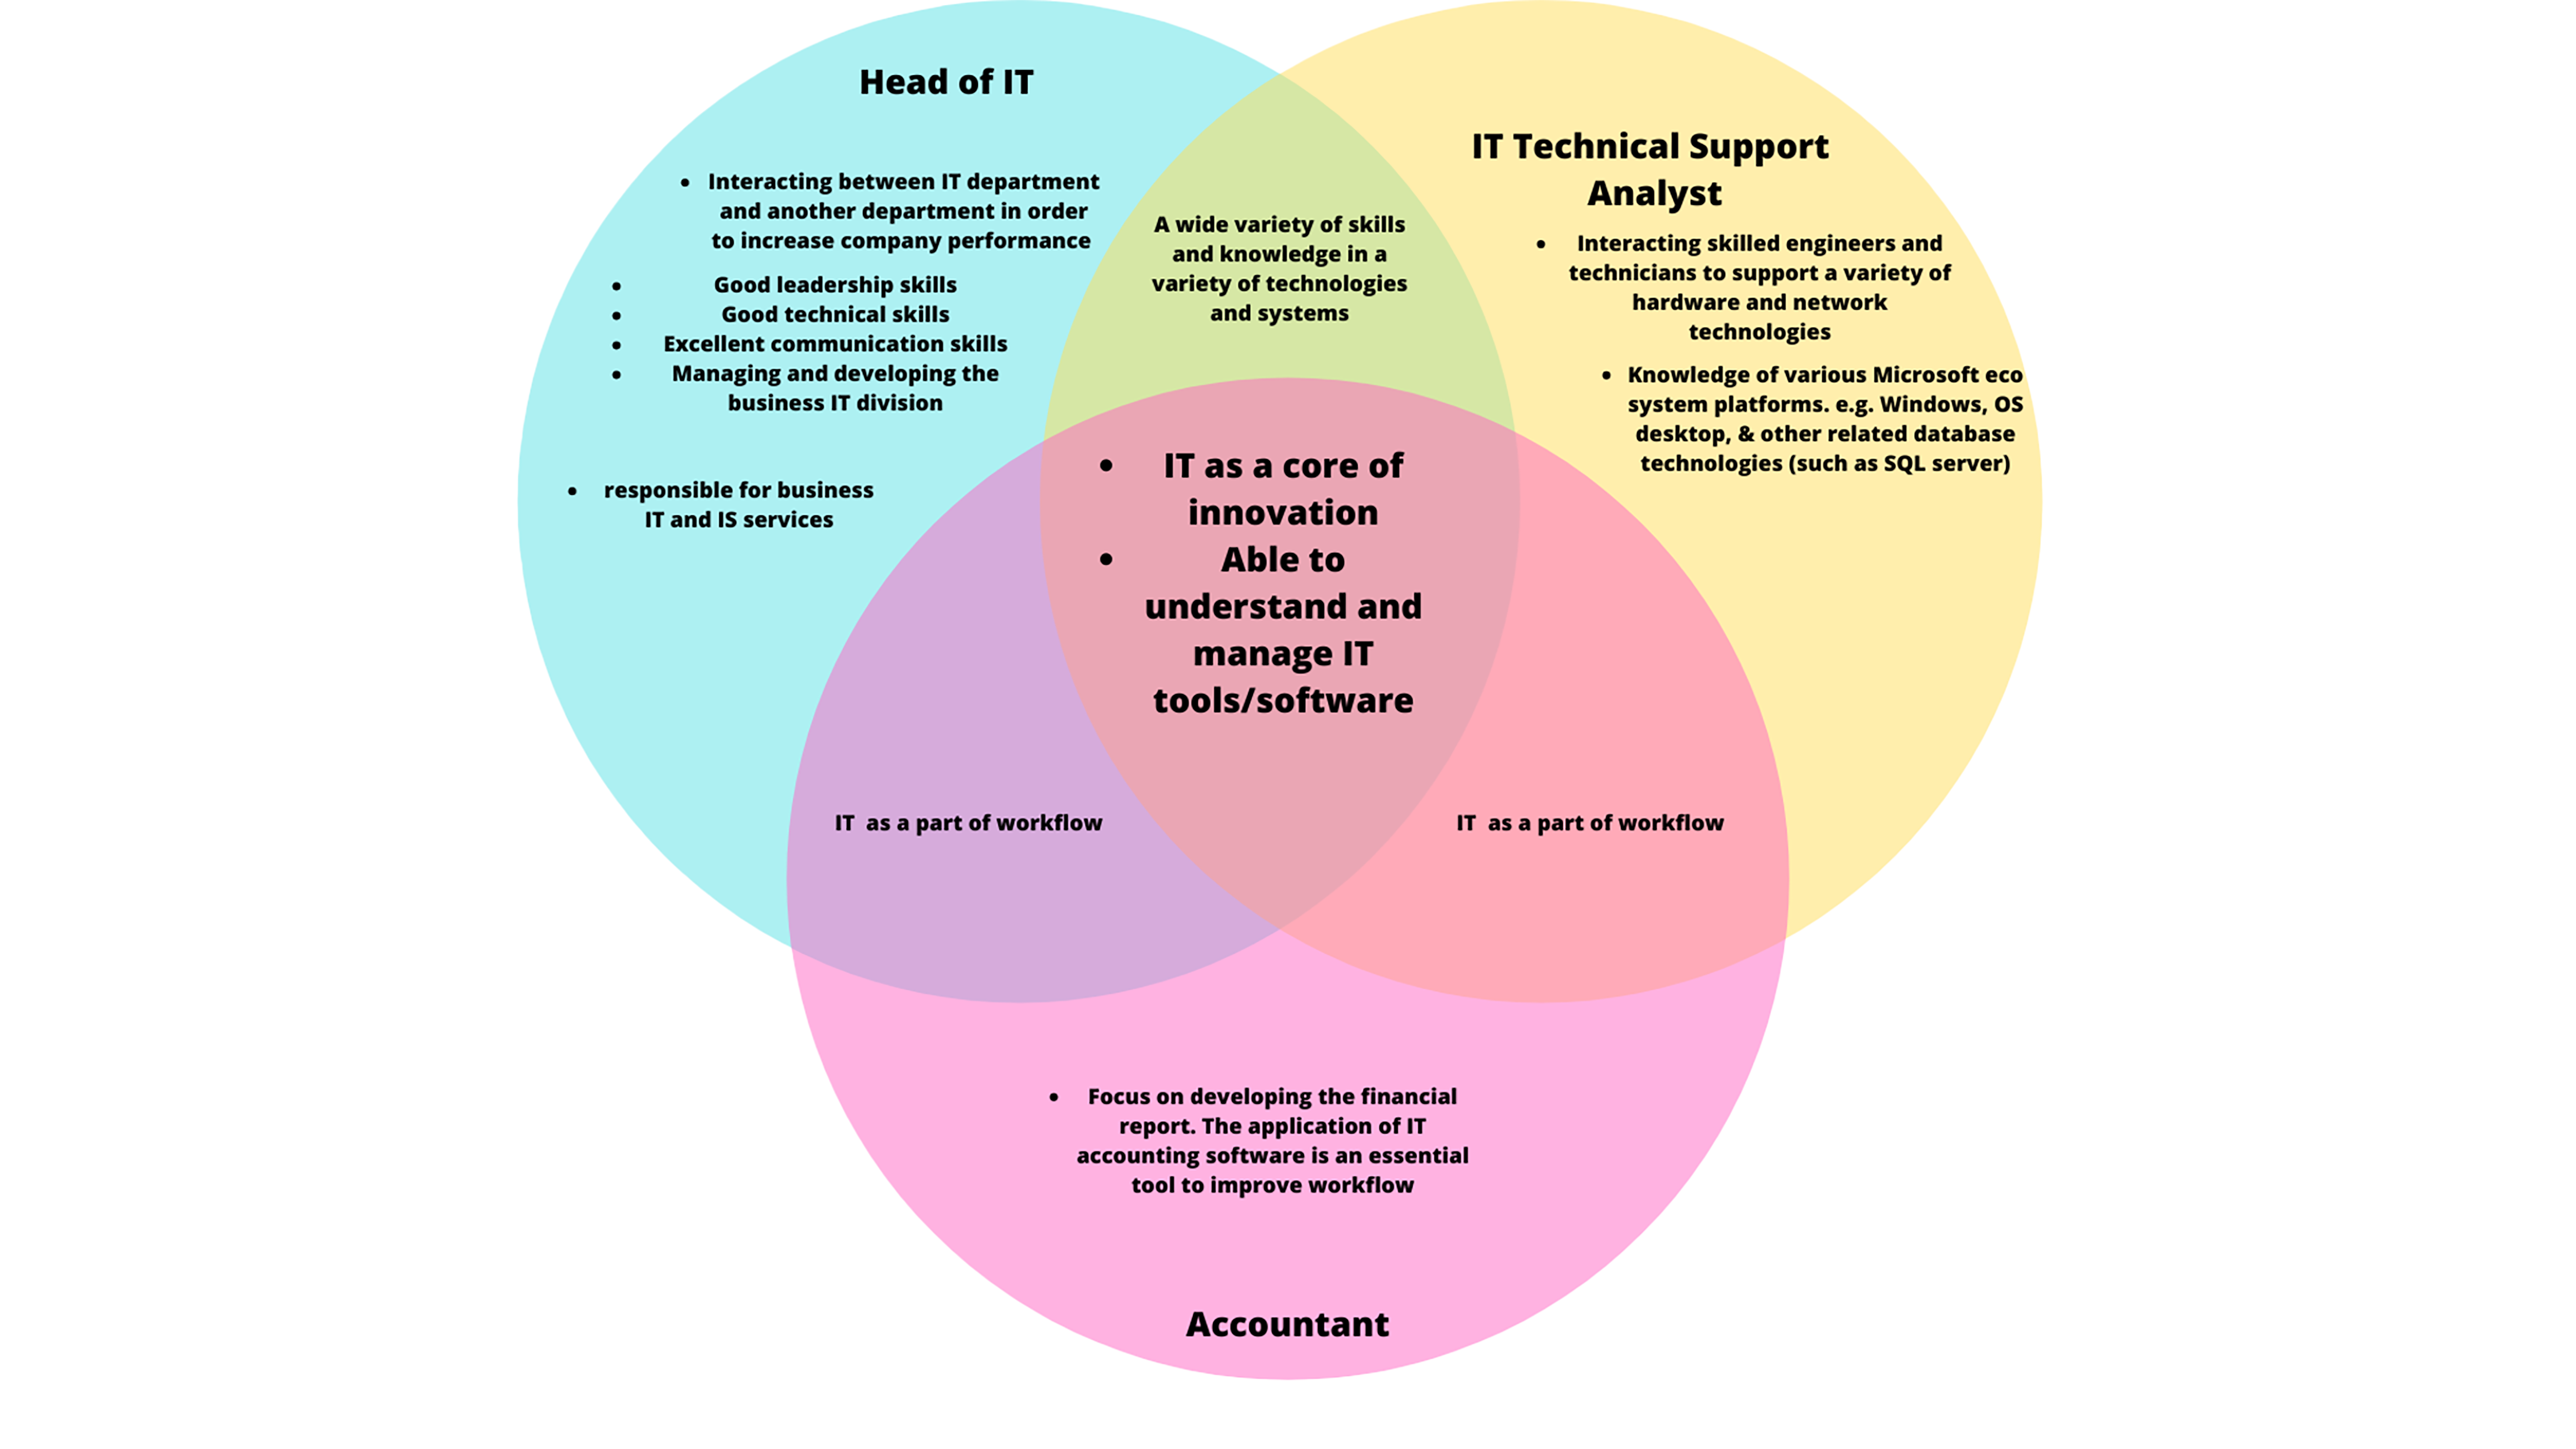 Head of IT
• Interacting between IT department
and another department in order
to increase company performance
• Good leadership skills
• Good technical skills
• Excellent communication skills
• Managing and developing the
business IT division
• responsible for business
IT and IS services
A wide variety of skills
and knowledge in a
variety of technologies
and systems
IT Technical Support
Analyst
• Interacting skilled engineers and
technicians to support a variety of
hardware and network
technologies
• Knowledge of various Microsoft eco
system platforms. e.g. Windows, OS
desktop, & other related database
technologies (such as SQL server)
• IT as a core of
innovation
• Able to
understand and
manage IT
tools/software
IT as a part of workflow
IT as a part of workflow
• Focus on developing the financial
report. The application of IT
accounting software is an essential
tool to improve workflow
Accountant